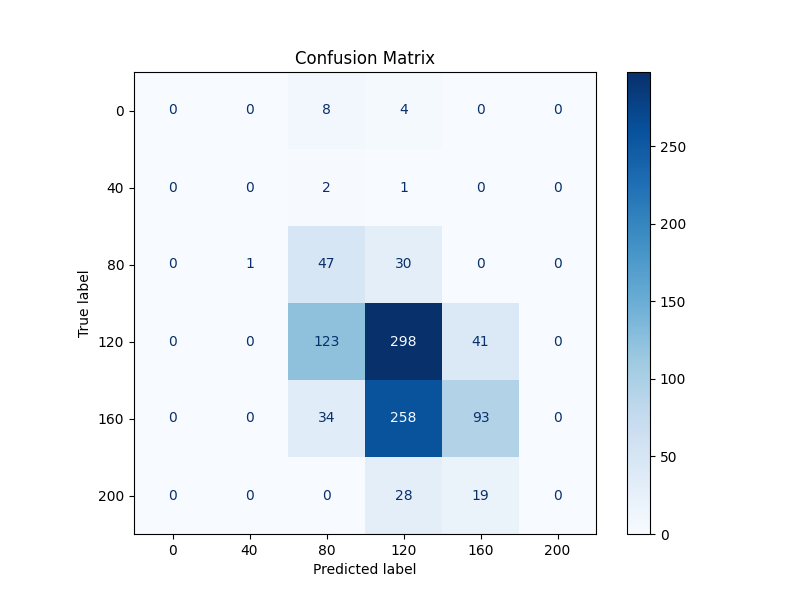 Confusion Matrix
True label
0 0 0 8 4 0 0
40 0 0 2 1 0 0
80 0 1 47 30 0 0
120 0 0 123 298 41 0
160 0 0 34 258 93 0
200 0 0 0 28 19 0
0 40 80 120 160 200
Predicted label
250
200
150
100
50
0